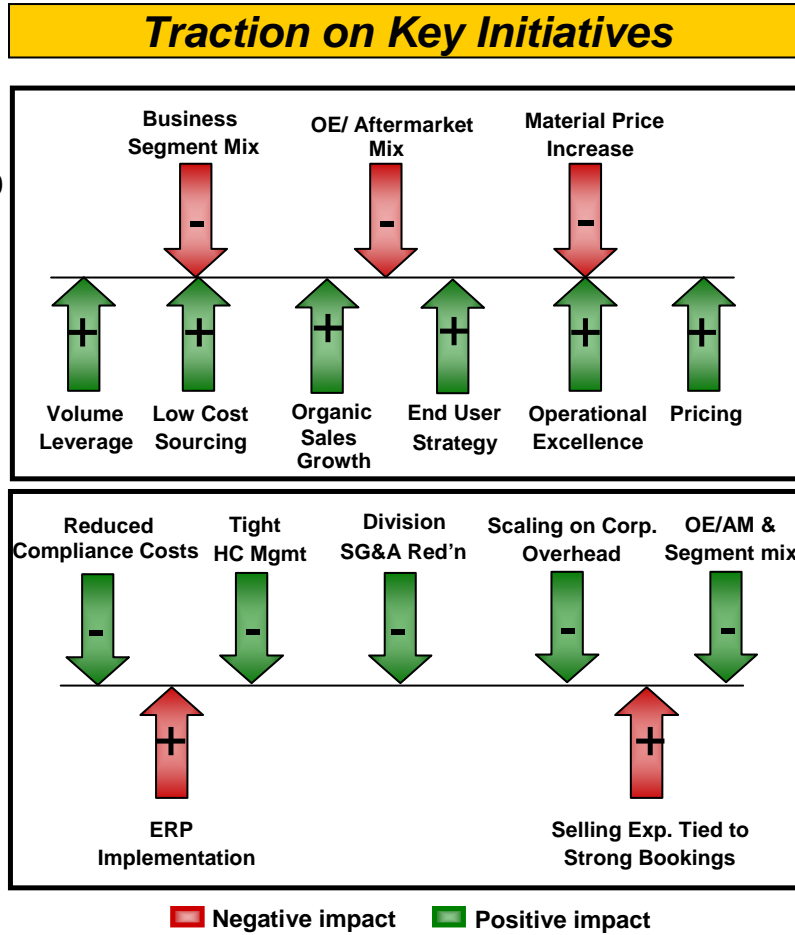 Traction on Key Initiatives
)
Business
Segment Mix
OE/ Aftermarket
Mix
Material Price
Increase
-
-
-
+
+
+
+
+
+
Volume
Leverage
Low Cost
Sourcing
Organic
Sales
Growth
End User
Strategy
Operational
Excellence
Pricing
Reduced
Compliance Costs
Tight
HC Mgmt
Division
SG&A Red'n
Scaling on Corp.
Overhead
OE/AM &
Segment mix
-
-
-
-
-
+
+
ERP
Implementation
Selling Exp. Tied to
Strong Bookings
Negative impact
Positive impact